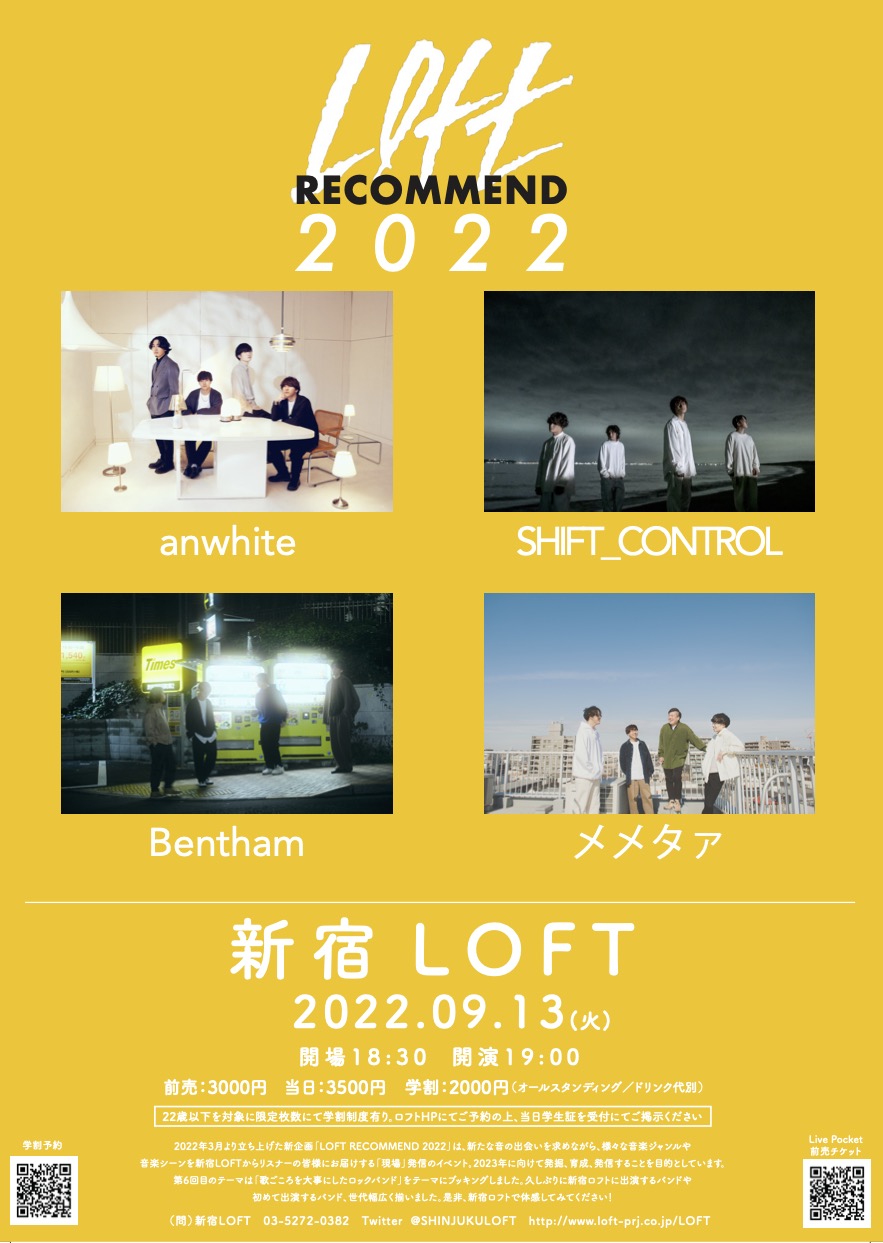 LOFT
RECOMMEND
2022
anwhite
SHIFT_CONTROL
Times
Bentham
メメタァ
新宿 LOFT
2022.09.13(火)
開場18:30 開演19:00
前売:3000円 当日:3500円 学割:2000円(オールスタンディング/ドリンク代別)
22歳以下を対象に限定枚数にて学割制度有り。ロフトHPにてご予約の上、当日学生証を受付にてご掲示ください
学割予約
2022年3月より立ち上げた新企画「LOFT RECOMMEND 2022」は、新たな音の出会いを求めながら、様々な音楽ジャンルや
音楽シーンを新宿LOFTからリスナーの皆様にお届けする「現場」発信のイベント。2023年に向けて発掘、育成、発信することを目的としています。
第6回目のテーマは「歌ごころを大事にしたロックバンド」をテーマにブッキングしました。久しぶりに新宿ロフトに出演するバンドや
初めて出演するバンド、世代幅広く揃いました。是非、新宿ロフトで体感してみてください!
(問)新宿LOFT 03-5272-0382 Twitter @SHINJUKULOFT http://www.loft-prj.co.jp/LOFT
Live Pocket
前売チケット